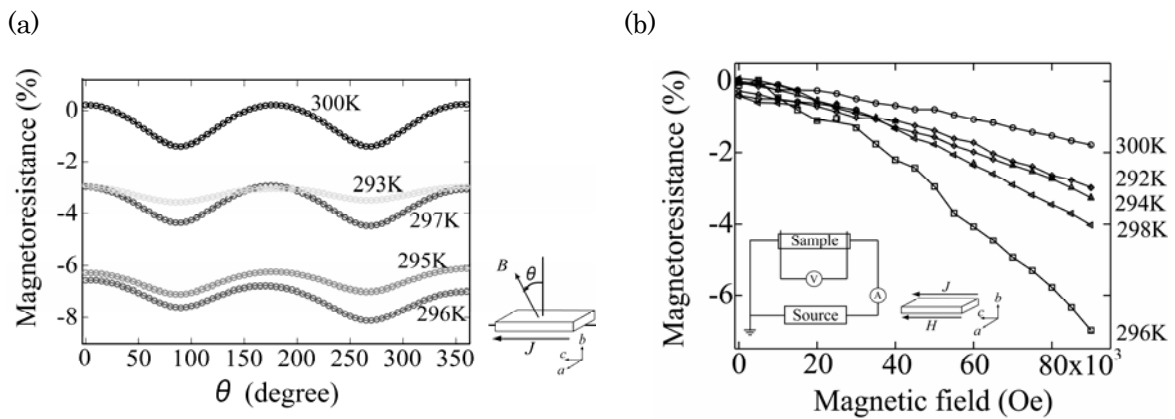 (a)
Magnetoresistance (%)
0
-2
-4
-6
-8
300K
293K
297K
295K
296K
0 50 100 150 200 250 300 350
θ (degree)
B θ
J
b
c
a
(b)
Magnetoresistance (%)
0
-2
-4
-6
300K
292K
294K
298K
296K
Sample
V
A
Source
J
H
b
c
a
0 20 40 60 80x10³
Magnetic field (Oe)